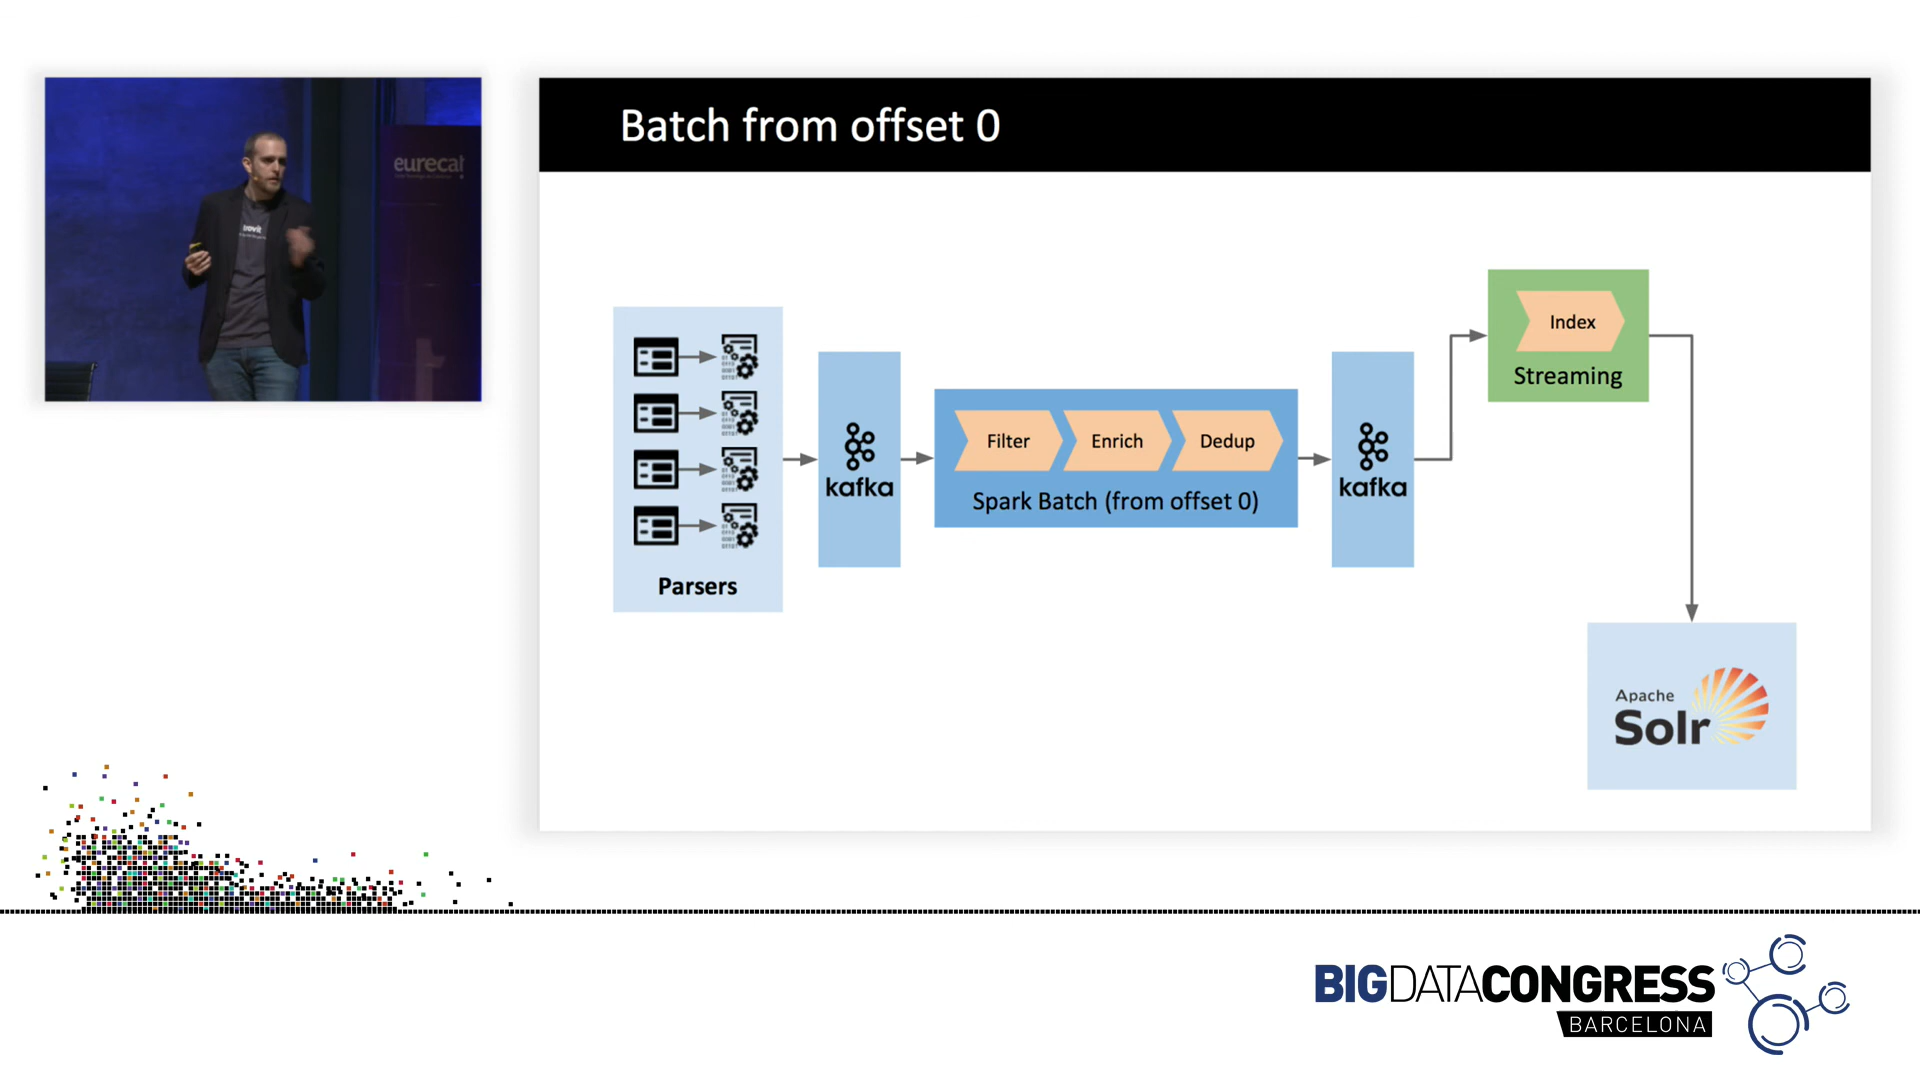 eurecat
trovit
Batch from offset 0
Parsers
kafka
Filter
Enrich
Dedup
Spark Batch (from offset 0)
kafka
Index
Streaming
Apache
Solr
BIGDATACONGRESS
BARCELONA